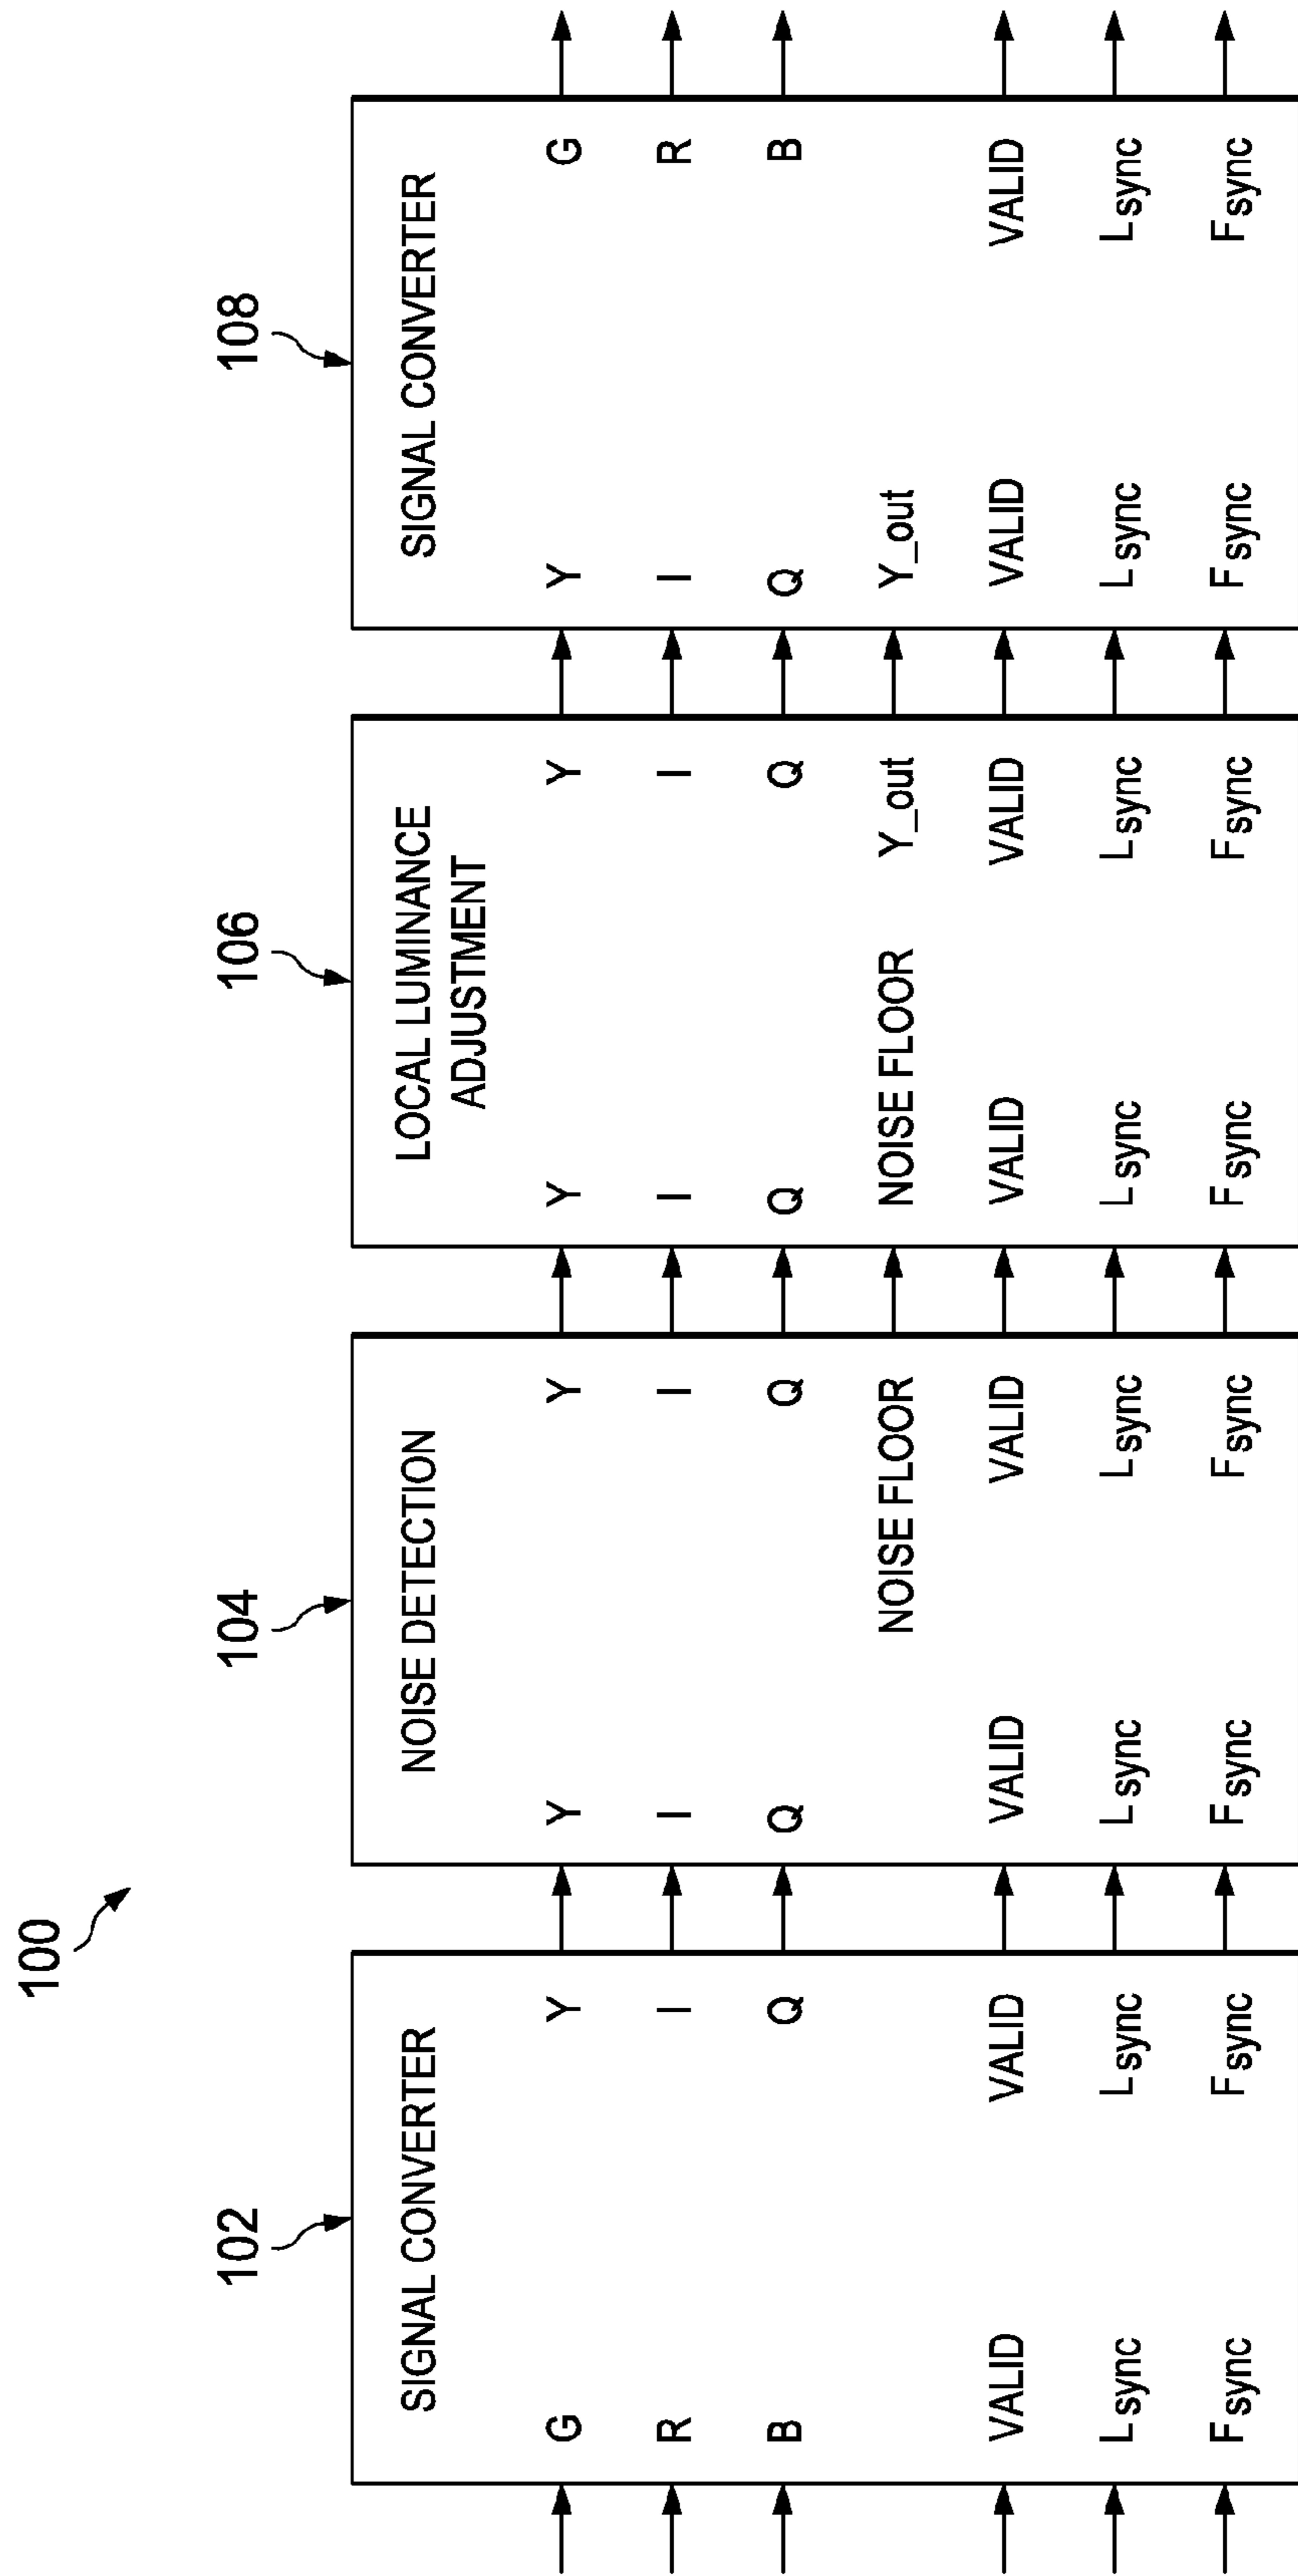 100
102
SIGNAL CONVERTER
G
Y
R
I
B
Q
VALID
VALID
Lsync
Lsync
Fsync
Fsync
104
NOISE DETECTION
Y
Y
I
I
Q
Q
NOISE FLOOR
VALID
VALID
Lsync
Lsync
Fsync
Fsync
106
LOCAL LUMINANCE
ADJUSTMENT
Y
Y
I
I
Q
Q
NOISE FLOOR
Y_out
VALID
VALID
Lsync
Lsync
Fsync
Fsync
108
SIGNAL CONVERTER
Y
G
I
R
Q
B
Y_out
VALID
VALID
Lsync
Lsync
Fsync
Fsync